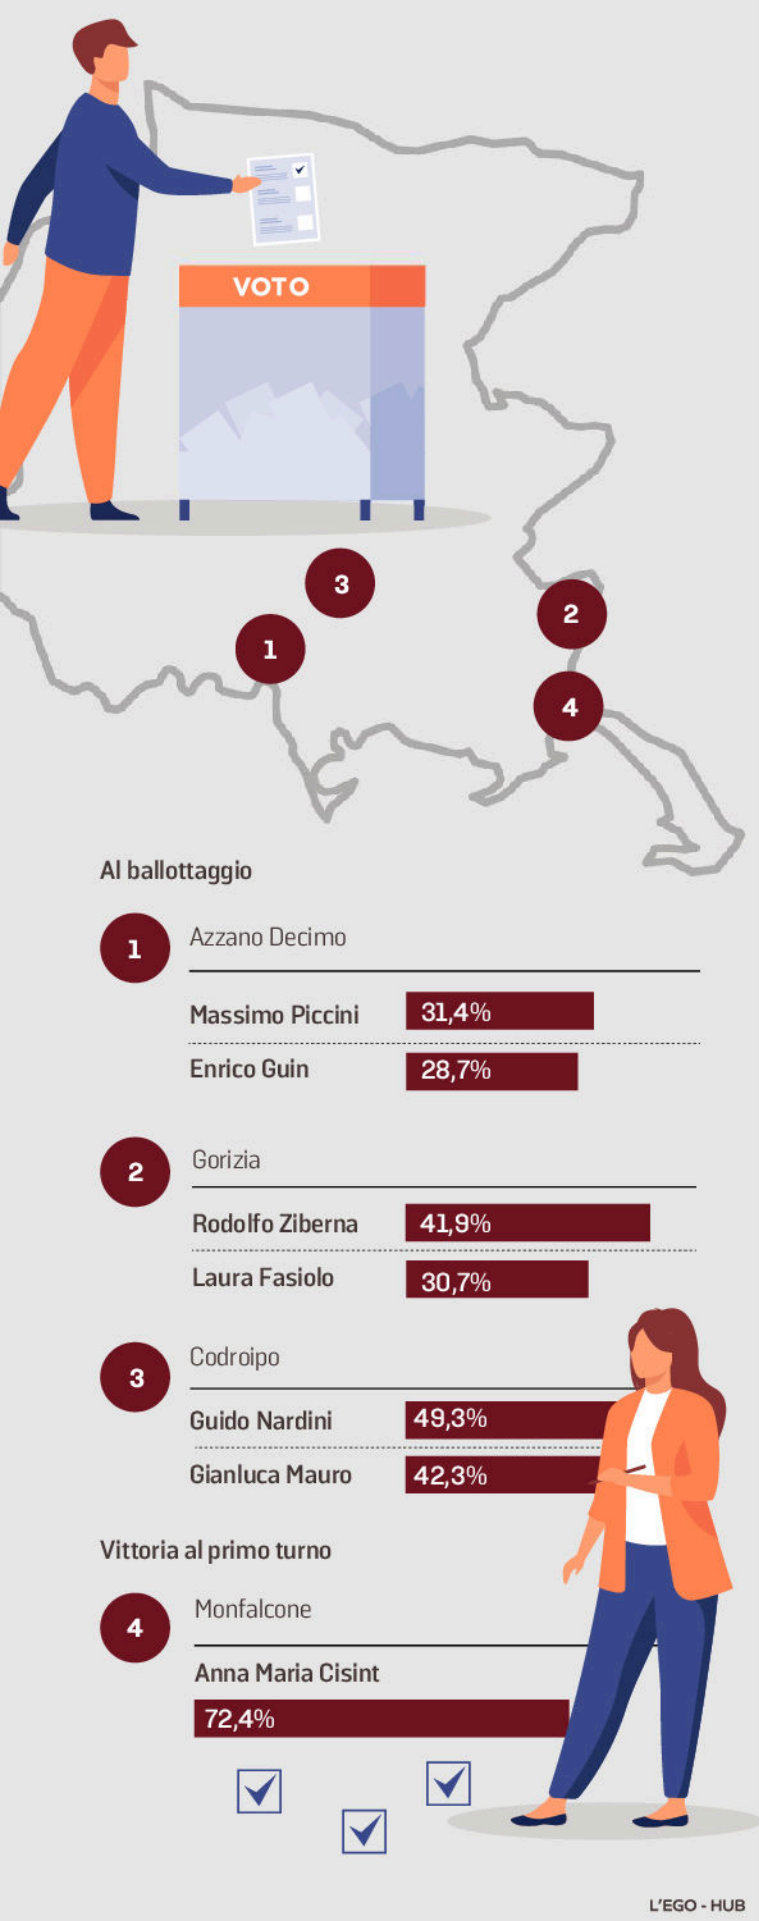 VOTO
3
2
1
4
Al ballottaggio
1
Azzano Decimo
Massimo Piccini 31,4%
Enrico Guin 28,7%
2
Gorizia
Rodolfo Ziberna 41,9%
Laura Fasiolo 30,7%
3
Codroipo
Guido Nardini 49,3%
Gianluca Mauro 42,3%
Vittoria al primo turno
4
Monfalcone
Anna Maria Cisint
72,4%
L'EGO - HUB